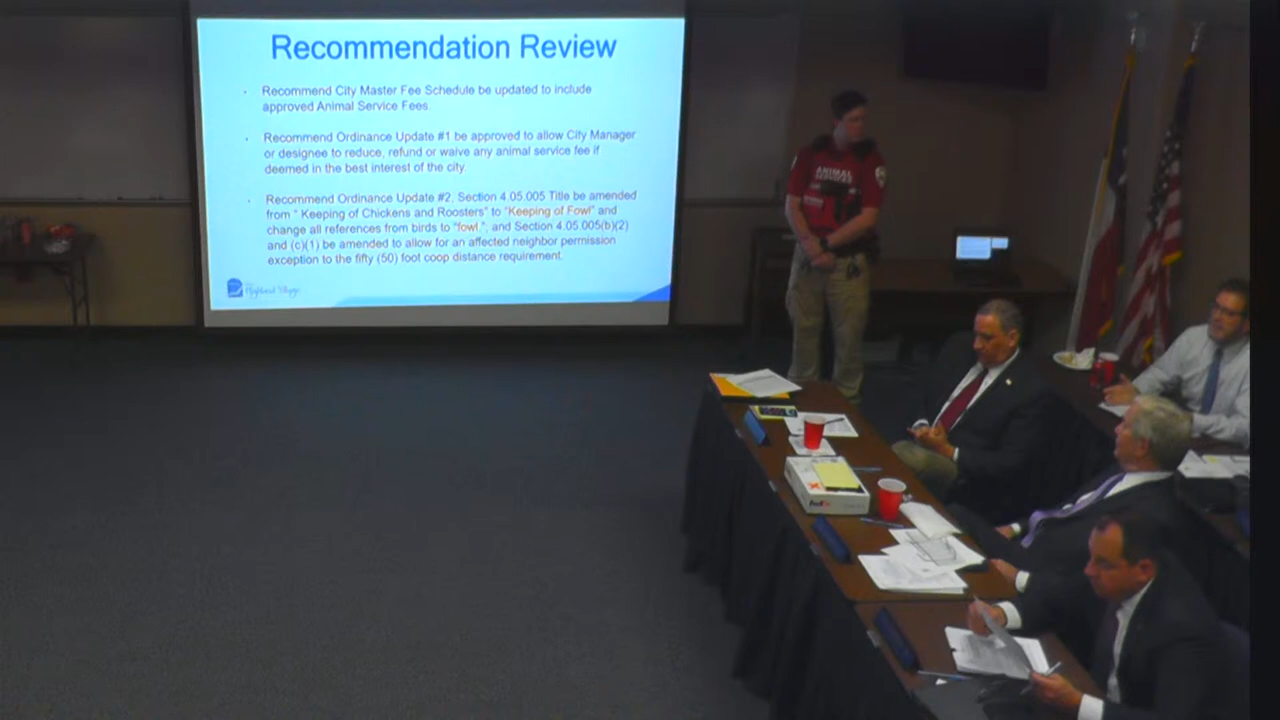 Recommendation Review
Recommend City Master Fee Schedule be updated to include
approved Animal Service Fees.
Recommend Ordinance Update #1 be approved to allow City Manager
or designee to reduce, refund or waive any animal service fee if
deemed in the best interest of the city.
Recommend Ordinance Update #2, Section 4.05.005 Title be amended
from " Keeping of Chickens and Roosters" to "Keeping of Fowl" and
change all references from birds to "fowl."; and Section 4.05.005(b)(2)
and (c)(1) be amended to allow for an affected neighbor permission
exception to the fifty (50) foot coop distance requirement.
Highland Village
ANIMAL
SERVICES
FedEx